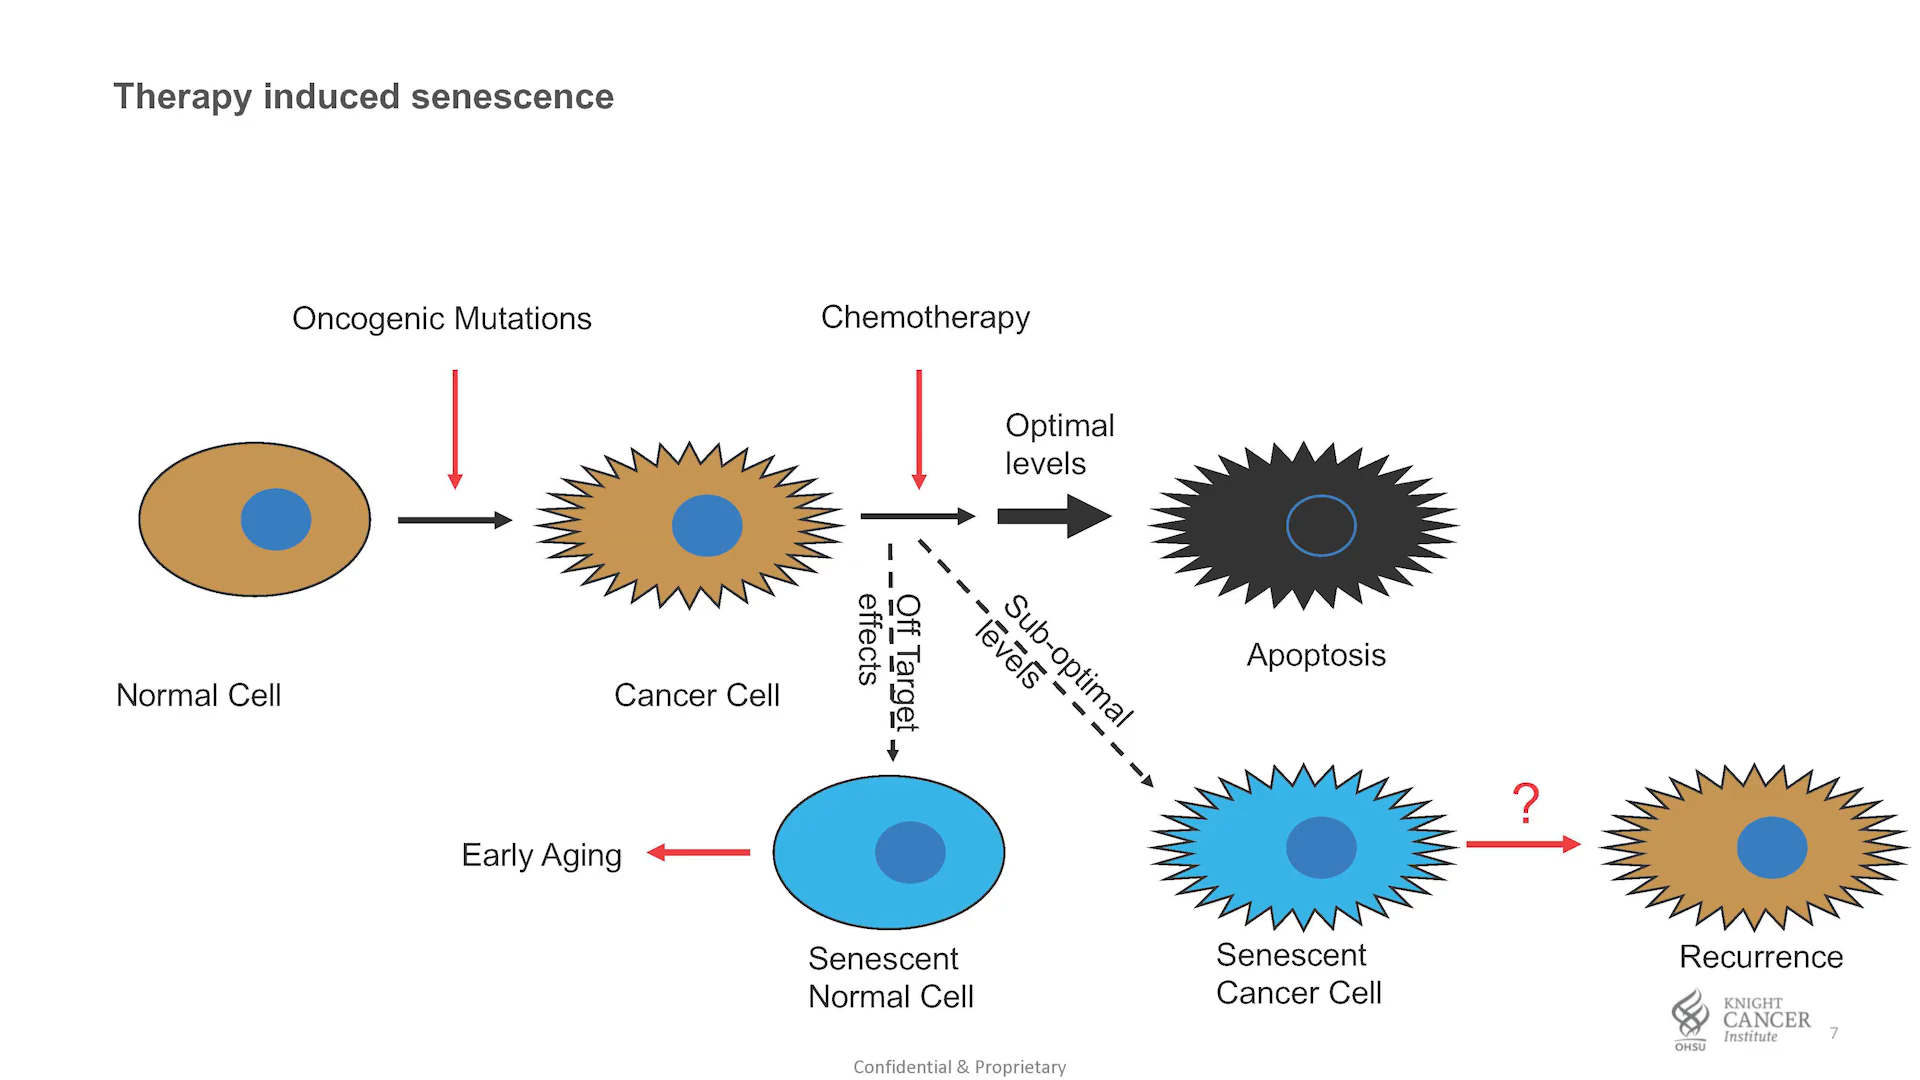 Therapy induced senescence
Oncogenic Mutations
Chemotherapy
Optimal
levels
Off Target
effects
Sub-optimal
levels
Apoptosis
Normal Cell
Cancer Cell
Early Aging
?
Senescent
Normal Cell
Senescent
Cancer Cell
Recurrence
KNIGHT
CANCER
Institute
OHSU
7
Confidential & Proprietary